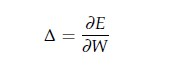 Δ = ∂E/∂W